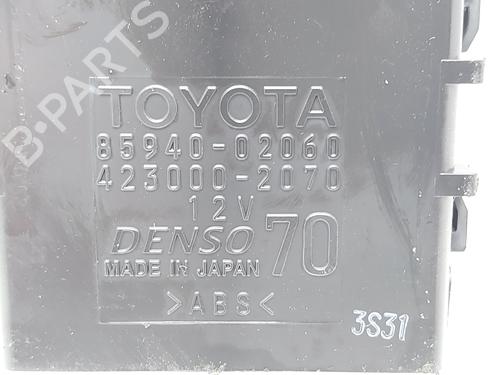 B-PARTS
TOYOTA
85940-02060
423000-2070
12V
DENSO 70
MADE IN JAPAN
>ABS<
3S31